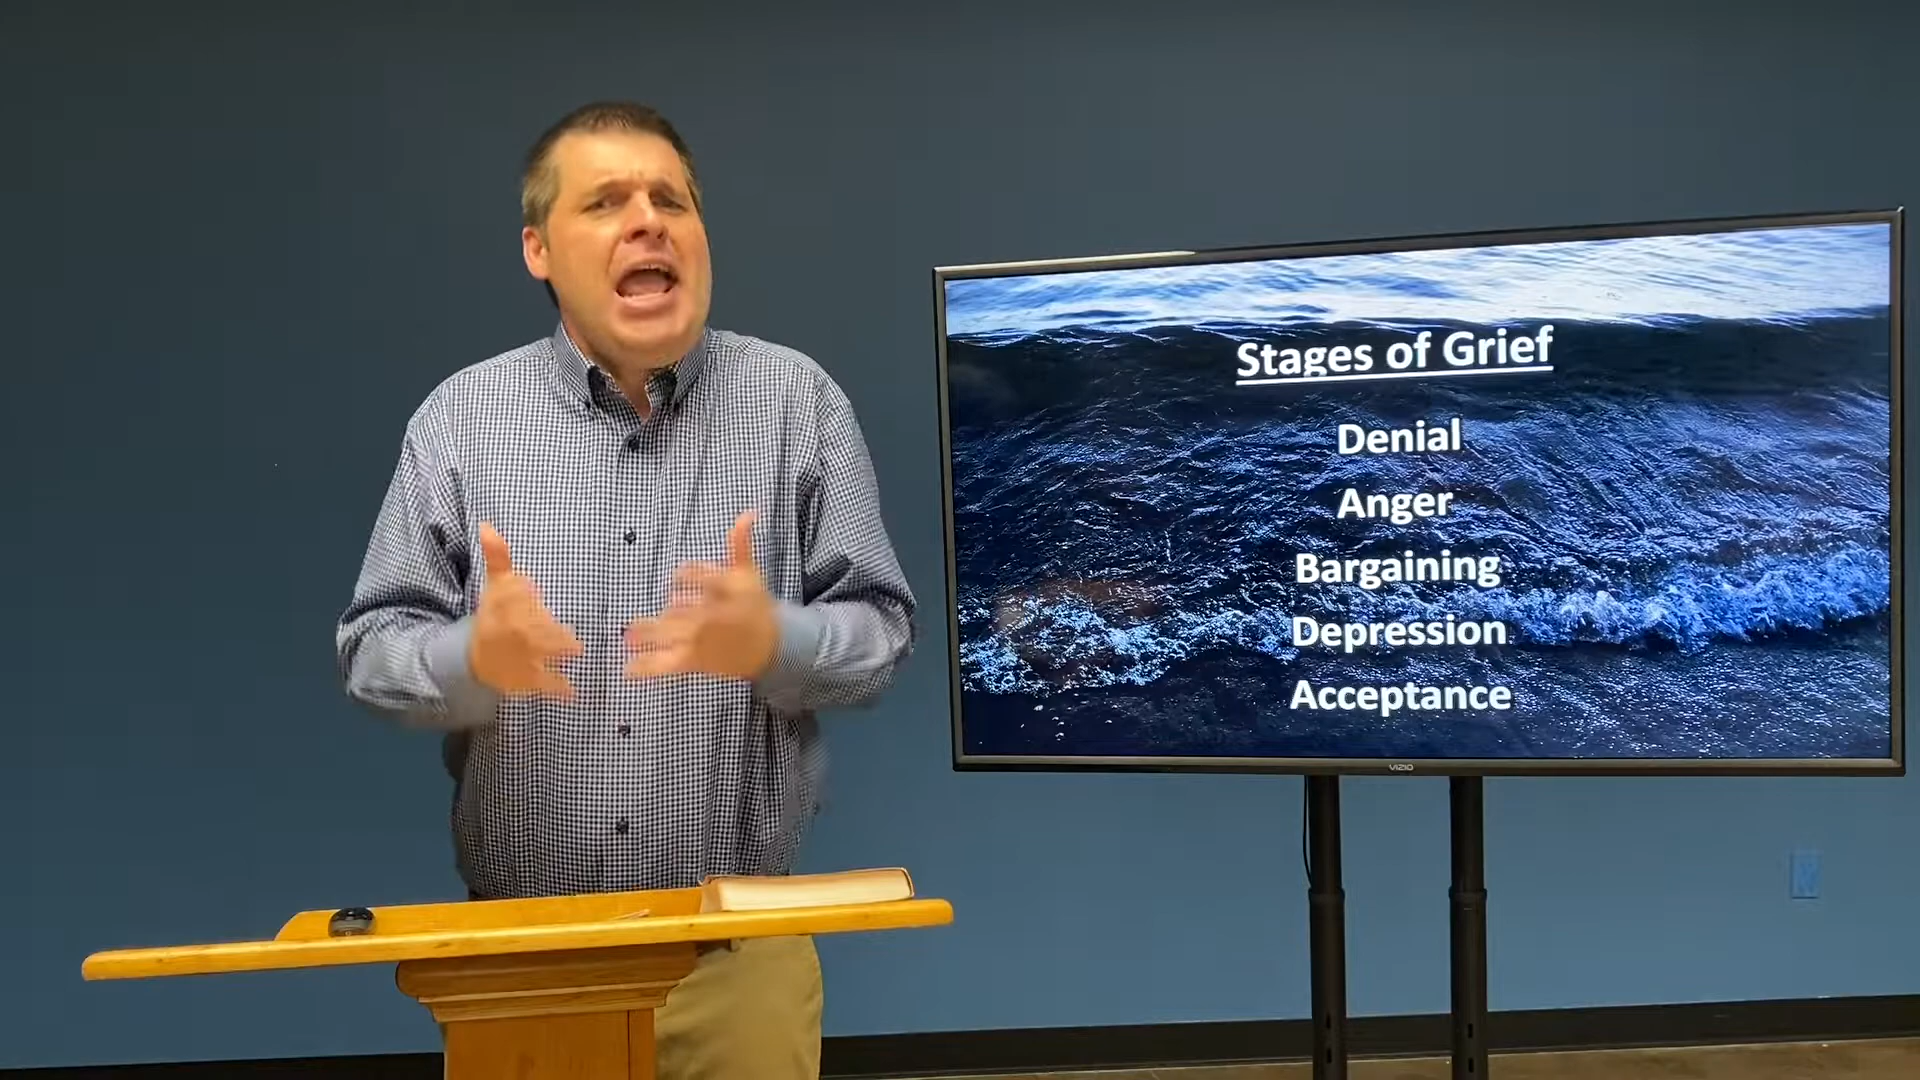 Stages of Grief
Denial
Anger
Bargaining
Depression
Acceptance
VIZIO